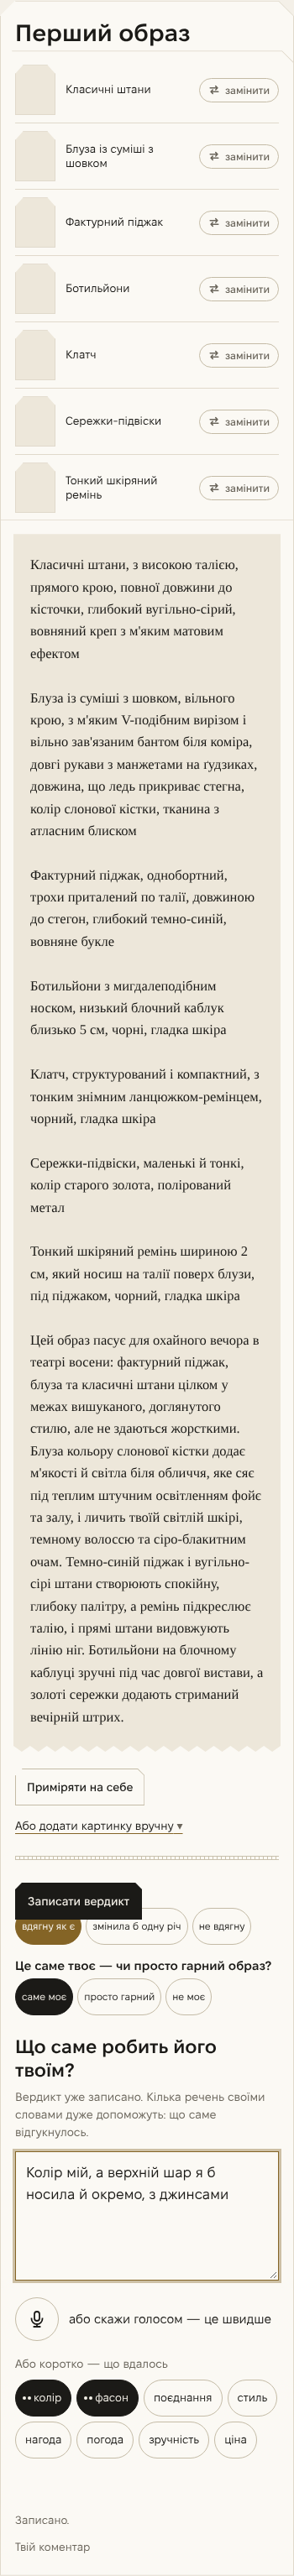 Перший образ
Класичні штани
замінити
Блуза із суміші з
шовком
замінити
Фактурний піджак
замінити
Ботильйони
замінити
Клатч
замінити
Сережки-підвіски
замінити
Тонкий шкіряний
ремінь
замінити
Класичні штани, з високою талією,
прямого крою, повної довжини до
кісточки, глибокий вугільно-сірий,
вовняний креп з м'яким матовим
ефектом
Блуза із суміші з шовком, вільного
крою, з м'яким V-подібним вирізом і
вільно зав'язаним бантом біля коміра,
довгі рукави з манжетами на ґудзиках,
довжина, що ледь прикриває стегна,
колір слонової кістки, тканина з
атласним блиском
Фактурний піджак, однобортний,
трохи приталений по талії, довжиною
до стегон, глибокий темно-синій,
вовняне букле
Ботильйони з мигдалеподібним
носком, низький блочний каблук
близько 5 см, чорні, гладка шкіра
Клатч, структурований і компактний, з
тонким знімним ланцюжком-ремінцем,
чорний, гладка шкіра
Сережки-підвіски, маленькі й тонкі,
колір старого золота, полірований
метал
Тонкий шкіряний ремінь шириною 2
см, який носиш на талії поверх блузи,
під піджаком, чорний, гладка шкіра
Цей образ пасує для охайного вечора в
театрі восени: фактурний піджак,
блуза та класичні штани цілком у
межах вишуканого, доглянутого
стилю, але не здаються жорсткими.
Блуза кольору слонової кістки додає
м'якості й світла біля обличчя, яке сяє
під теплим штучним освітленням фойє
та залу, і личить твоїй світлій шкірі,
темному волоссю та сіро-блакитним
очам. Темно-синій піджак і вугільно-
сірі штани створюють спокійну,
глибоку палітру, а ремінь підкреслює
талію, і прямі штани видовжують
лінію ніг. Ботильйони на блочному
каблуці зручні під час довгої вистави, а
золоті сережки додають стриманий
вечірній штрих.
Приміряти на себе
Або додати картинку вручну ▾
Записати вердикт
вдягну як є
змінила б одну річ
не вдягну
Це саме твоє — чи просто гарний образ?
саме моє
просто гарний
не моє
Що саме робить його
твоїм?
Вердикт уже записано. Кілька речень своїми
словами дуже допоможуть: що саме
відгукнулось.
Колір мій, а верхній шар я б
носила й окремо, з джинсами
або скажи голосом — це швидше
Або коротко — що вдалось
колір
фасон
поєднання
стиль
нагода
погода
зручність
ціна
Записано.
Твій коментар